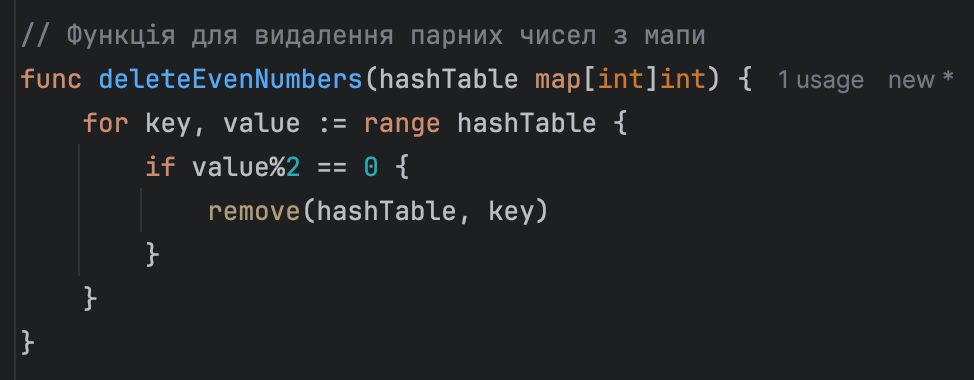 // Функція для видалення парних чисел з мапи
func deleteEvenNumbers(hashTable map[int]int) { 1 usage new *
    for key, value := range hashTable {
        if value%2 == 0 {
            remove(hashTable, key)
        }
    }
}